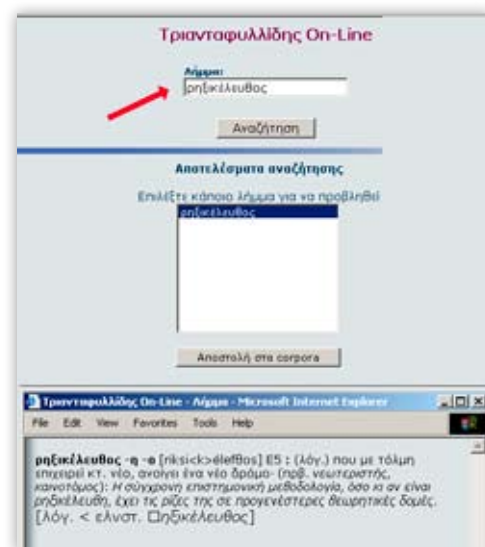 Τριανταφυλλίδης On-Line
Λήμμα:
ρηξικέλευθος
Αναζήτηση
Αποτελέσματα αναζήτησης
Επιλέξτε κάποιο λήμμα για να προβληθεί
ρηξικέλευθος
Αποστολή στα corpora
Τριανταφυλλίδης On-Line - Λήμμα - Microsoft Internet Explorer
File Edit View Favorites Tools Help
ρηξικέλευθος -η -ο [riksick>élefθos] Ε5 : (λόγ.) που με τόλμη
επιχειρεί κτ. νέο, ανοίγει ένα νέο δρόμο· (πρβ. νεωτεριστής,
καινοτόμος): Η σύγχρονη επιστημονική μεθοδολογία, όσο κι αν είναι
ρηξικέλευθη, έχει τις ρίζες της σε προγενέστερες θεωρητικές δομές.
[λόγ. < ελνστ. □ηξικέλευθος]